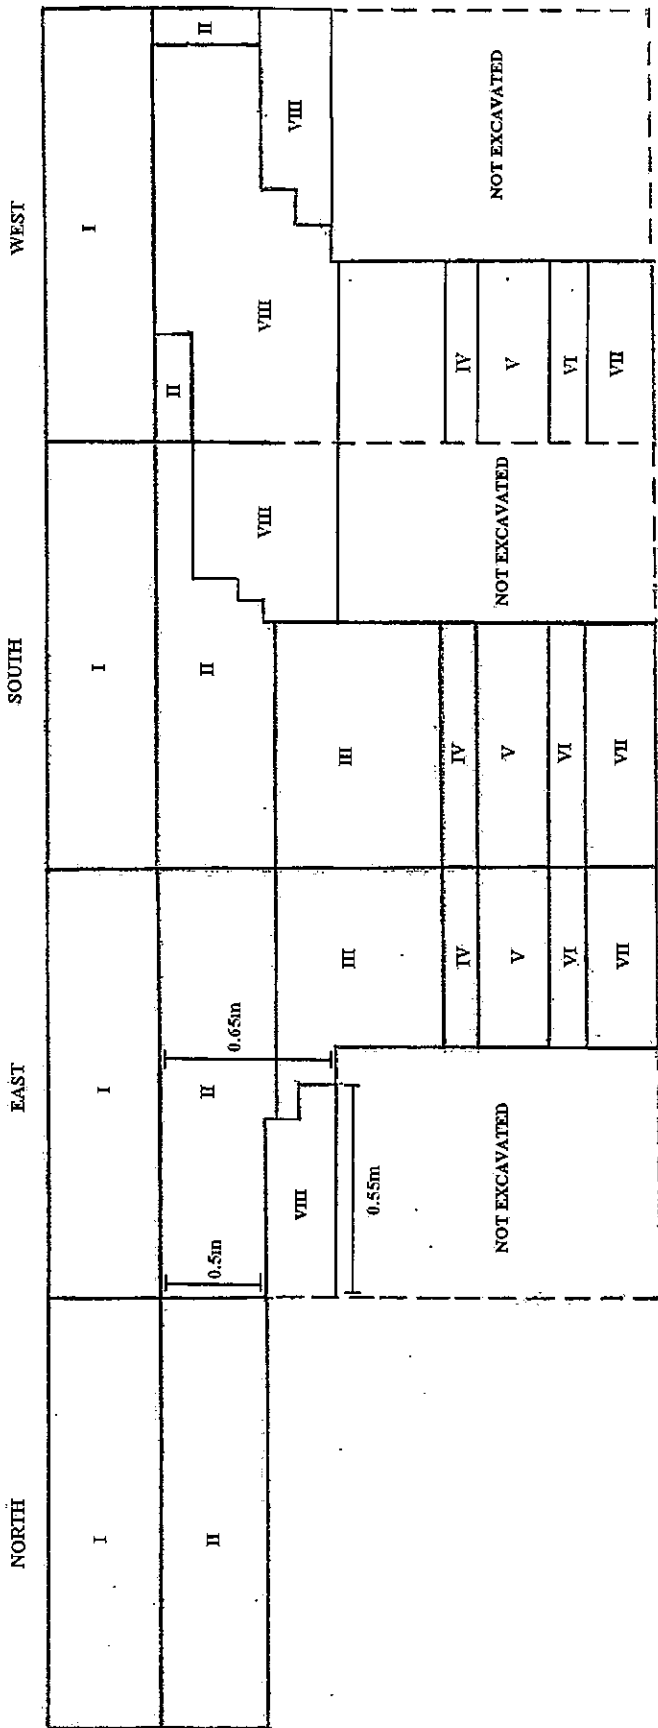 NORTH EAST SOUTH WEST
I I I I
II II II II II
0.5m 0.65m
VIII VIII
VIII VIII
III III
0.55m
IV IV IV
NOT EXCAVATED V V NOT EXCAVATED V NOT EXCAVATED
VI VI VI
VII VII VII